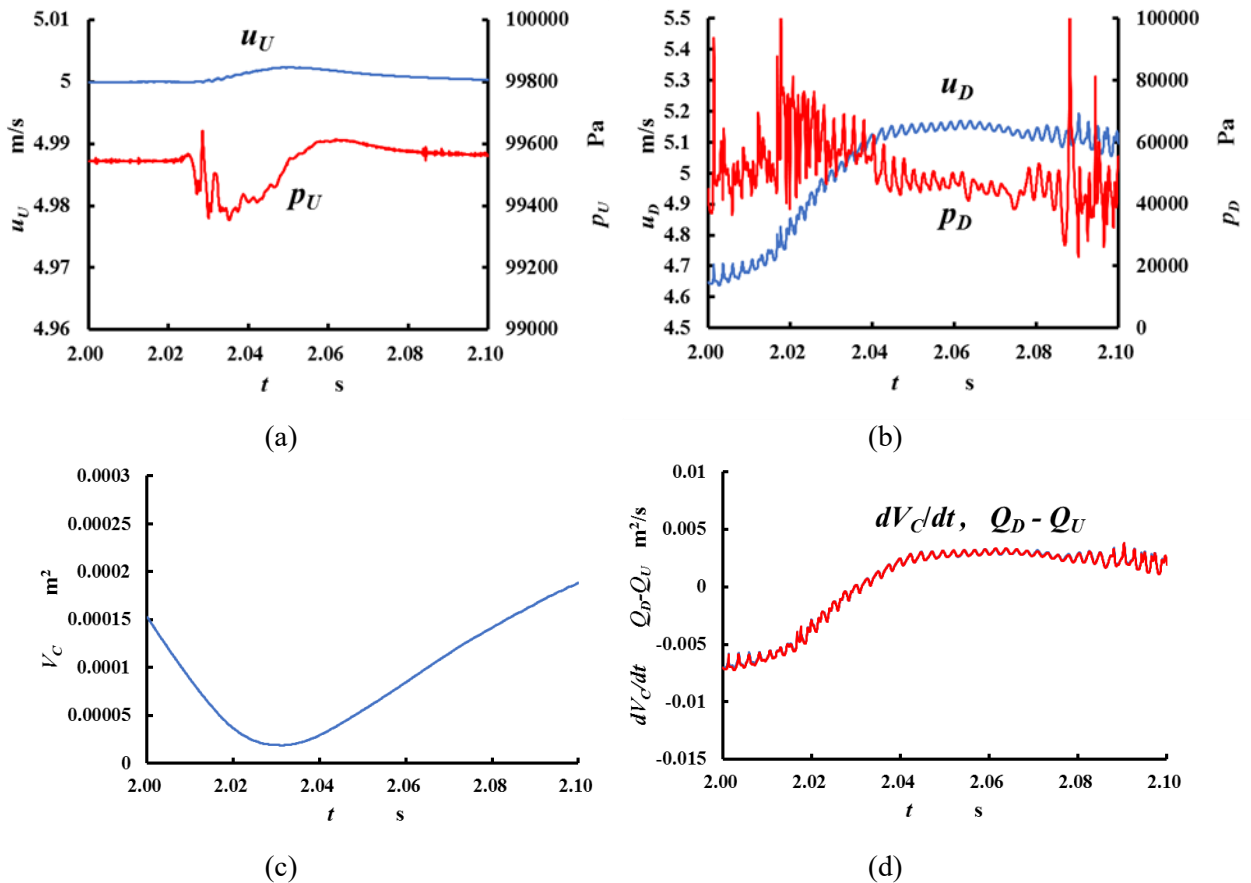 5.01
5
4.99
4.98
4.97
4.96
u_U m/s
100000
99800
99600
99400
99200
99000
p_U Pa
u_U
p_U
2.00 2.02 2.04 2.06 2.08 2.10
t s
(a)
5.5
5.4
5.3
5.2
5.1
5
4.9
4.8
4.7
4.6
4.5
u_D m/s
100000
80000
60000
40000
20000
0
p_D Pa
u_D
p_D
2.00 2.02 2.04 2.06 2.08 2.10
t s
(b)
0.0003
0.00025
0.0002
0.00015
0.0001
0.00005
0
V_C m²
2.00 2.02 2.04 2.06 2.08 2.10
t s
(c)
0.01
0.005
0
-0.005
-0.01
-0.015
dV_C/dt Q_D-Q_U m²/s
dV_C/dt , Q_D - Q_U
2.00 2.02 2.04 2.06 2.08 2.10
t s
(d)